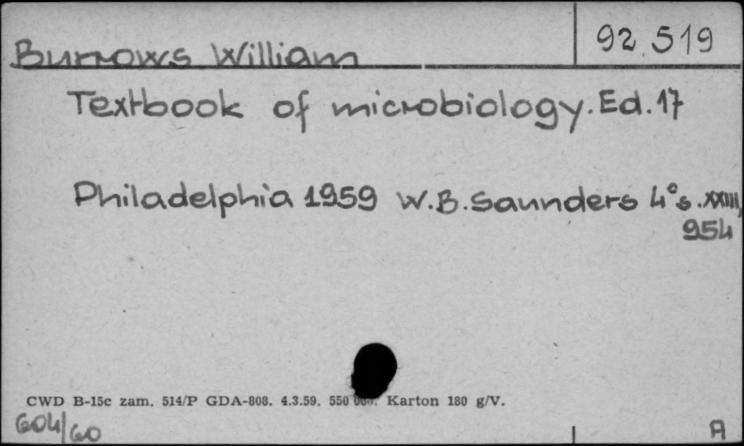 92.519
Burrows William
Textbook of microbiology. Ed. 17
Philadelphia 1959 W.B. Saunders 4° s. XXIII,
954
CWD B-15c zam. 514/P GDA-808. 4.3.59. 550 000. Karton 180 g/V.
604/60
A